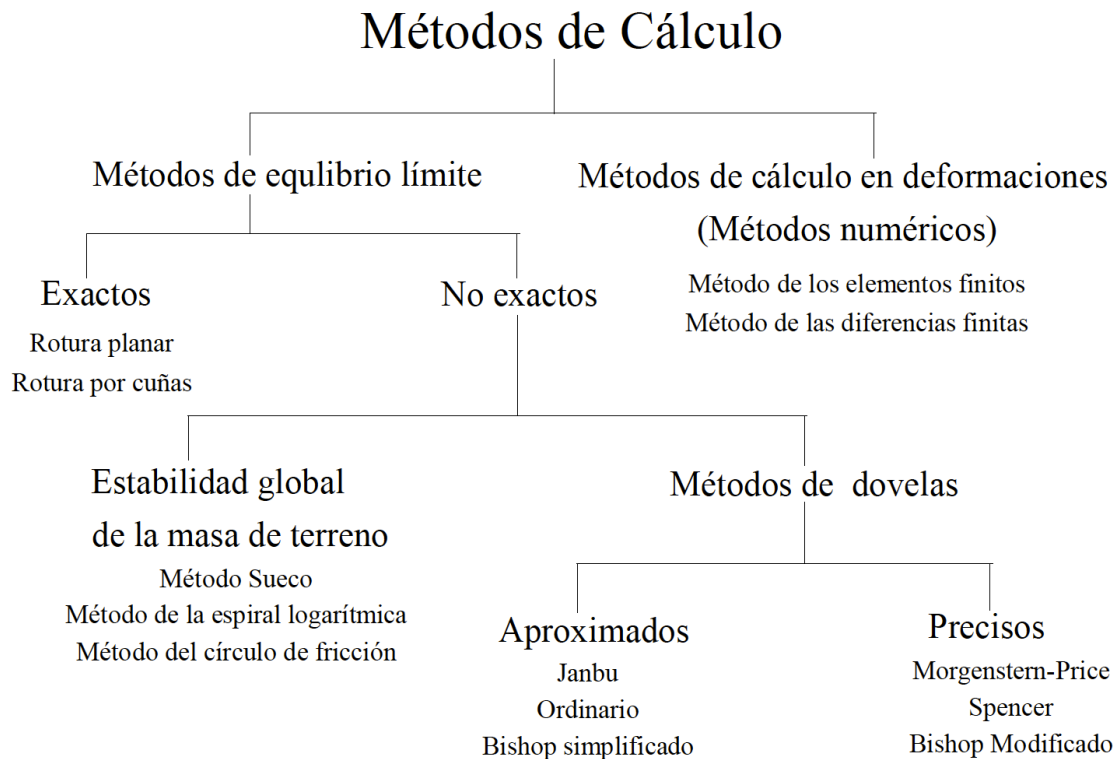 Métodos de Cálculo
Métodos de equlibrio límite
Métodos de cálculo en deformaciones
(Métodos numéricos)
Método de los elementos finitos
Método de las diferencias finitas
Exactos
Rotura planar
Rotura por cuñas
No exactos
Estabilidad global
de la masa de terreno
Método Sueco
Método de la espiral logarítmica
Método del círculo de fricción
Métodos de dovelas
Aproximados
Janbu
Ordinario
Bishop simplificado
Precisos
Morgenstern-Price
Spencer
Bishop Modificado